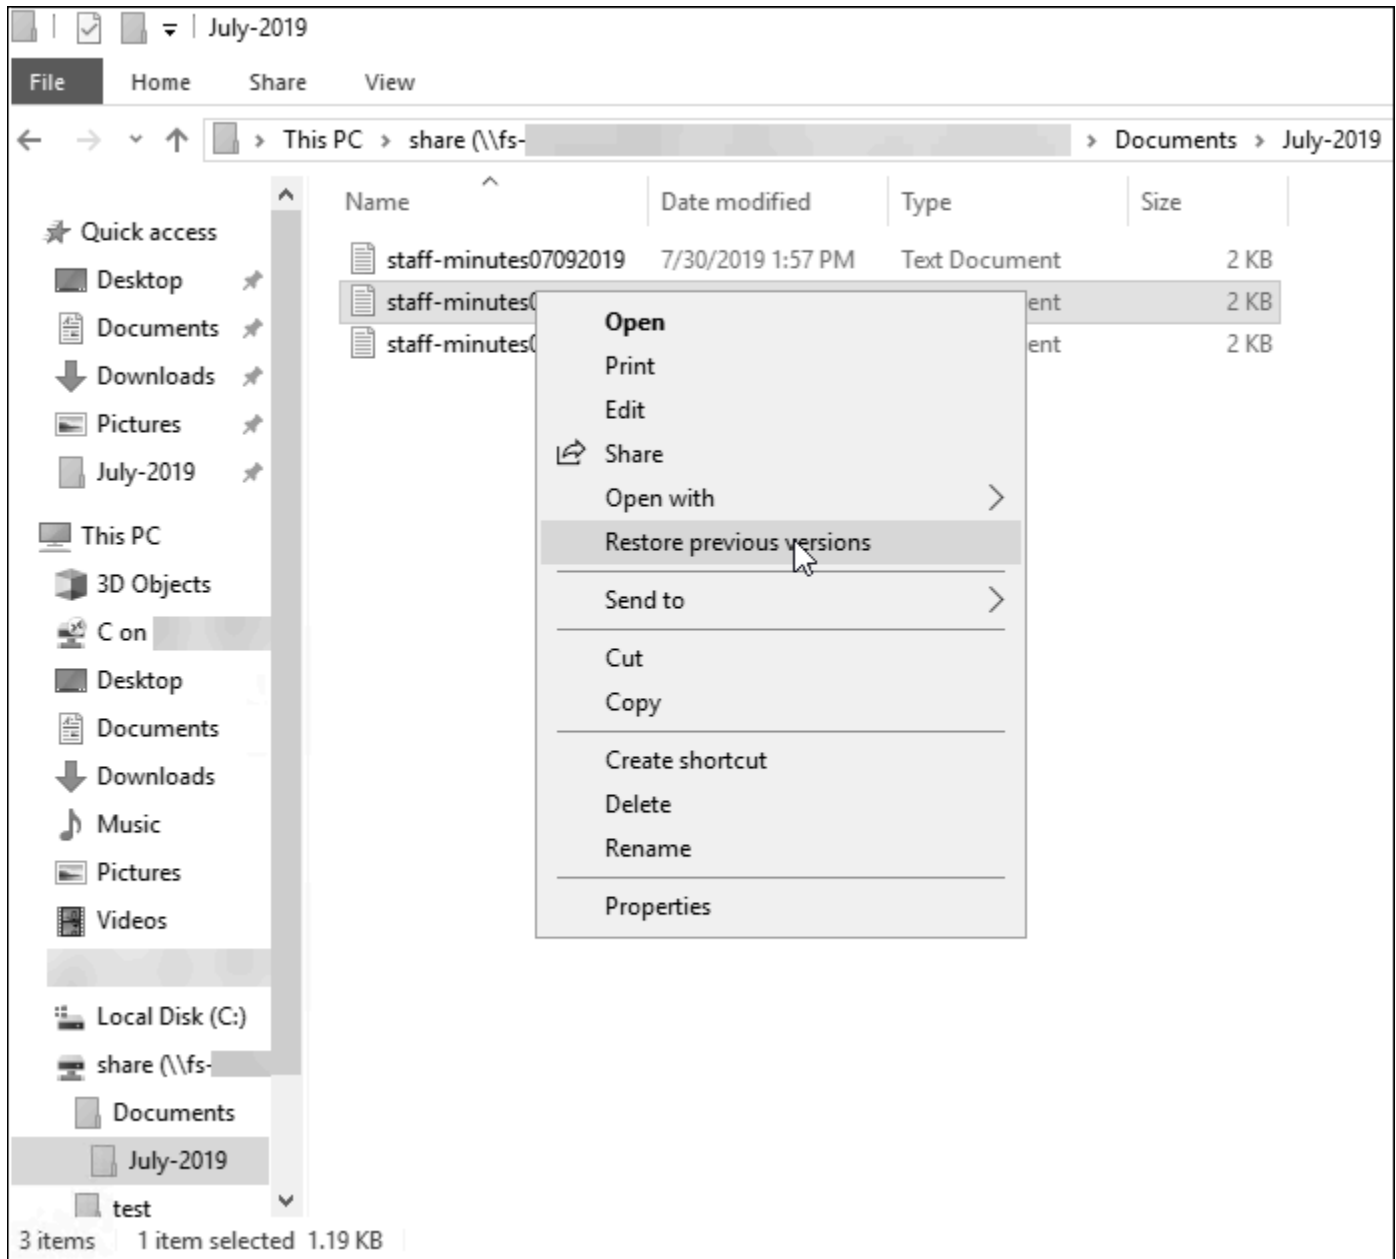 July-2019
File Home Share View
This PC > share (\\fs- > Documents > July-2019
Name Date modified Type Size
Quick access
Desktop
Documents
Downloads
Pictures
July-2019
This PC
3D Objects
C on
Desktop
Documents
Downloads
Music
Pictures
Videos
Local Disk (C:)
share (\\fs-
Documents
July-2019
test
staff-minutes07092019 7/30/2019 1:57 PM Text Document 2 KB
staff-minutes0 ent 2 KB
staff-minutes0 ent 2 KB
Open
Print
Edit
Share
Open with
Restore previous versions
Send to
Cut
Copy
Create shortcut
Delete
Rename
Properties
3 items 1 item selected 1.19 KB